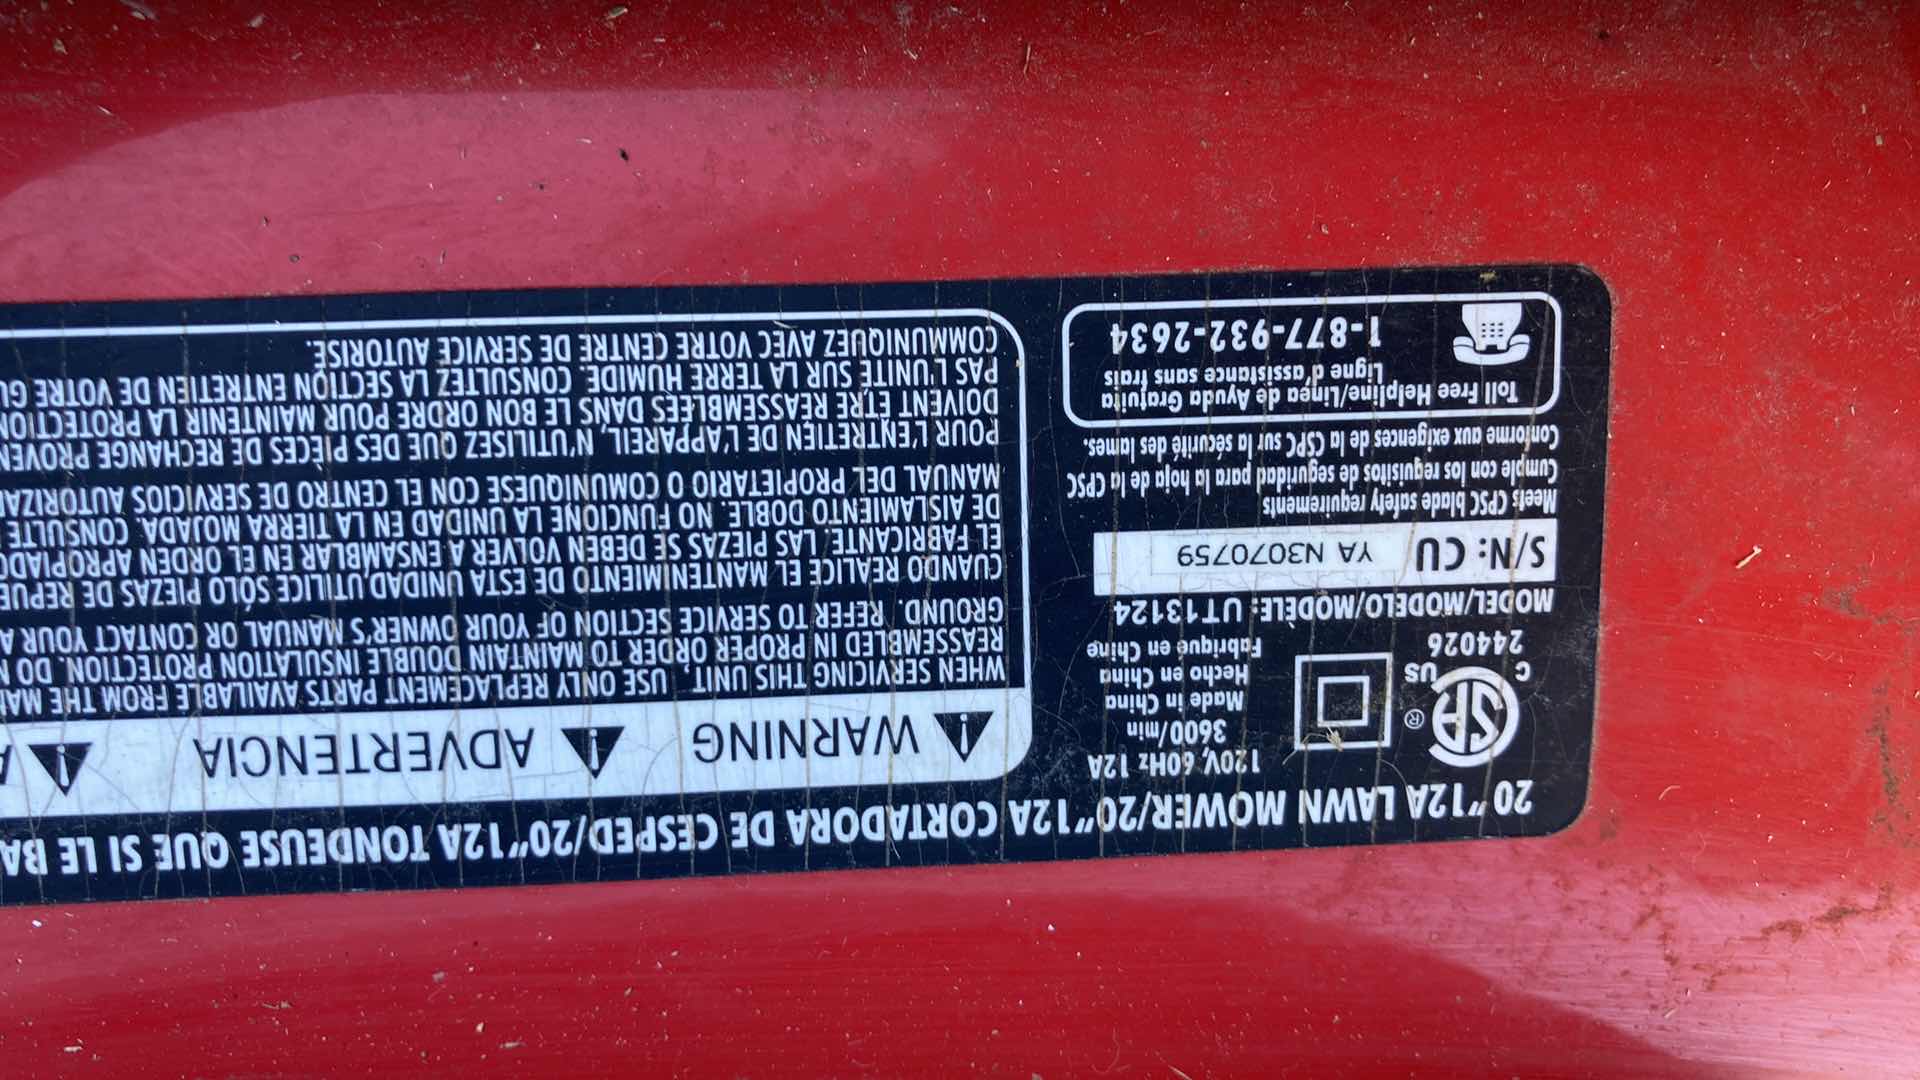 20"12A LAWN MOWER/20"12A CORTADORA DE CESPED/20"12A TONDEUSE QUE SI LE BA
C US
®
244026
120V, 60Hz 12A
3600/min
Made in China
Hecho en China
Fabrique en Chine
MODEL/MODELO/MODÈLE: UT13124
S/N: CU YA N3070759
Meets CPSC blade safety requirements
Cumple con los requisitos de seguridad para la hoja de la CPSC
Conforme aux exigences de la CSPC sur la sécurité des lames.
Toll Free Helpline/Linea de Ayuda Gratuita
Ligne d'assistance sans frais
1-877-932-2634
WARNING ADVERTENCIA A
WHEN SERVICING THIS UNIT, USE ONLY REPLACEMENT PARTS AVAILABLE FROM THE MA
REASSEMBLED IN PROPER ORDER TO MAINTAIN DOUBLE INSULATION PROTECTION. DO
GROUND. REFER TO SERVICE SECTION OF YOUR OWNER'S MANUAL OR CONTACT YOUR A
CUANDO REALICE EL MANTENIMIENTO DE ESTA UNIDAD,UTILICE SÓLO PIEZAS DE REPUE
EL FABRICANTE. LAS PIEZAS SE DEBEN VOLVER A ENSAMBLAR EN EL ORDEN APROPIADO
DE AISLAMIENTO DOBLE. NO FUNCIONE LA UNIDAD EN LA TIERRA MOJADA. CONSULTE
MANUAL DEL PROPIETARIO O COMUNIQUESE CON EL CENTRO DE SERVICIOS AUTORIZA
POUR L'ENTRETIEN DE L'APPAREIL, N'UTILISEZ QUE DES PIÈCES DE RECHANGE PROVEN
DOIVENT ÊTRE RÉASSEMBLÉES DANS LE BON ORDRE POUR MAINTENIR LA PROTECTION
PAS L'UNITE SUR LA TERRE HUMIDE. CONSULTEZ LA SECTION ENTRETIEN DE VOTRE GU
COMMUNIQUEZ AVEC VOTRE CENTRE DE SERVICE AUTORISÉ.